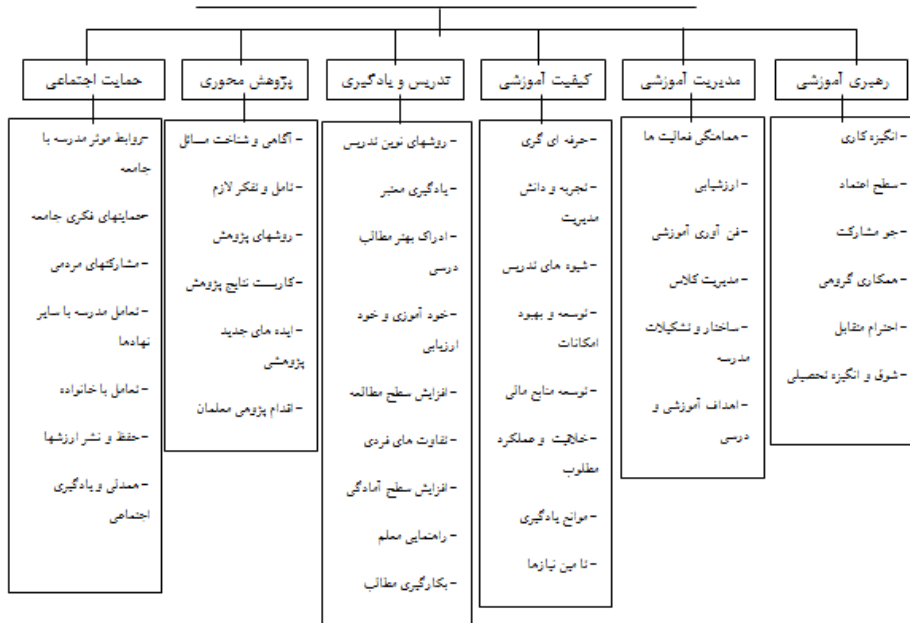 رهبری آموزشی
مدیریت آموزشی
کیفیت آموزشی
تدریس و یادگیری
پژوهش محوری
حمایت اجتماعی
-انگیزه کاری
-سطح اعتماد
-جو مشارکت
-همکاری گروهی
-احترام متقابل
-شوق و انگیزه تحصیلی
-هماهنگی فعالیت ها
-ارزشیابی
-فن آوری آموزشی
-مدیریت کلاس
-ساختار و تشکیلات
مدرسه
-اهداف آموزشی و
درسی
-حرفه ای گری
-تجربه و دانش
مدیریت
-شیوه های تدریس
-توسعه و بهبود
امکانات
-توسعه منابع مالی
-خلاقیت و عملکرد
مطلوب
-موانع یادگیری
-تا مین نیازها
-روشهای نوین تدریس
-یادگیری معتبر
-ادراک بهتر مطالب
درسی
-خود آموزی و خود
ارزیابی
-افزایش سطح مطالعه
-تفاوت های فردی
-افزایش سطح آمادگی
-راهنمایی معلم
-بکارگیری مطالب
-آگاهی و شناخت مسائل
-تامل و تفکر لازم
-روشهای پژوهش
-کاربست نتایج پژوهش
-ایده های جدید
پژوهشی
-اقدام پژوهی معلمان
-روابط موثر مدرسه با
جامعه
-حمایتهای فکری جامعه
-مشارکتهای مردمی
-تعامل مدرسه با سایر
نهادها
-تعامل با خانواده
-حفظ و نشر ارزشها
-همدلی و یادگیری
اجتماعی